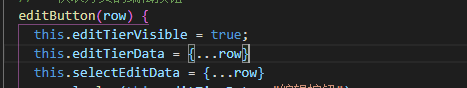 editButton(row) {
this.editTierVisible = true;
this.editTierData = {...row}
this.selectEditData = {...row}